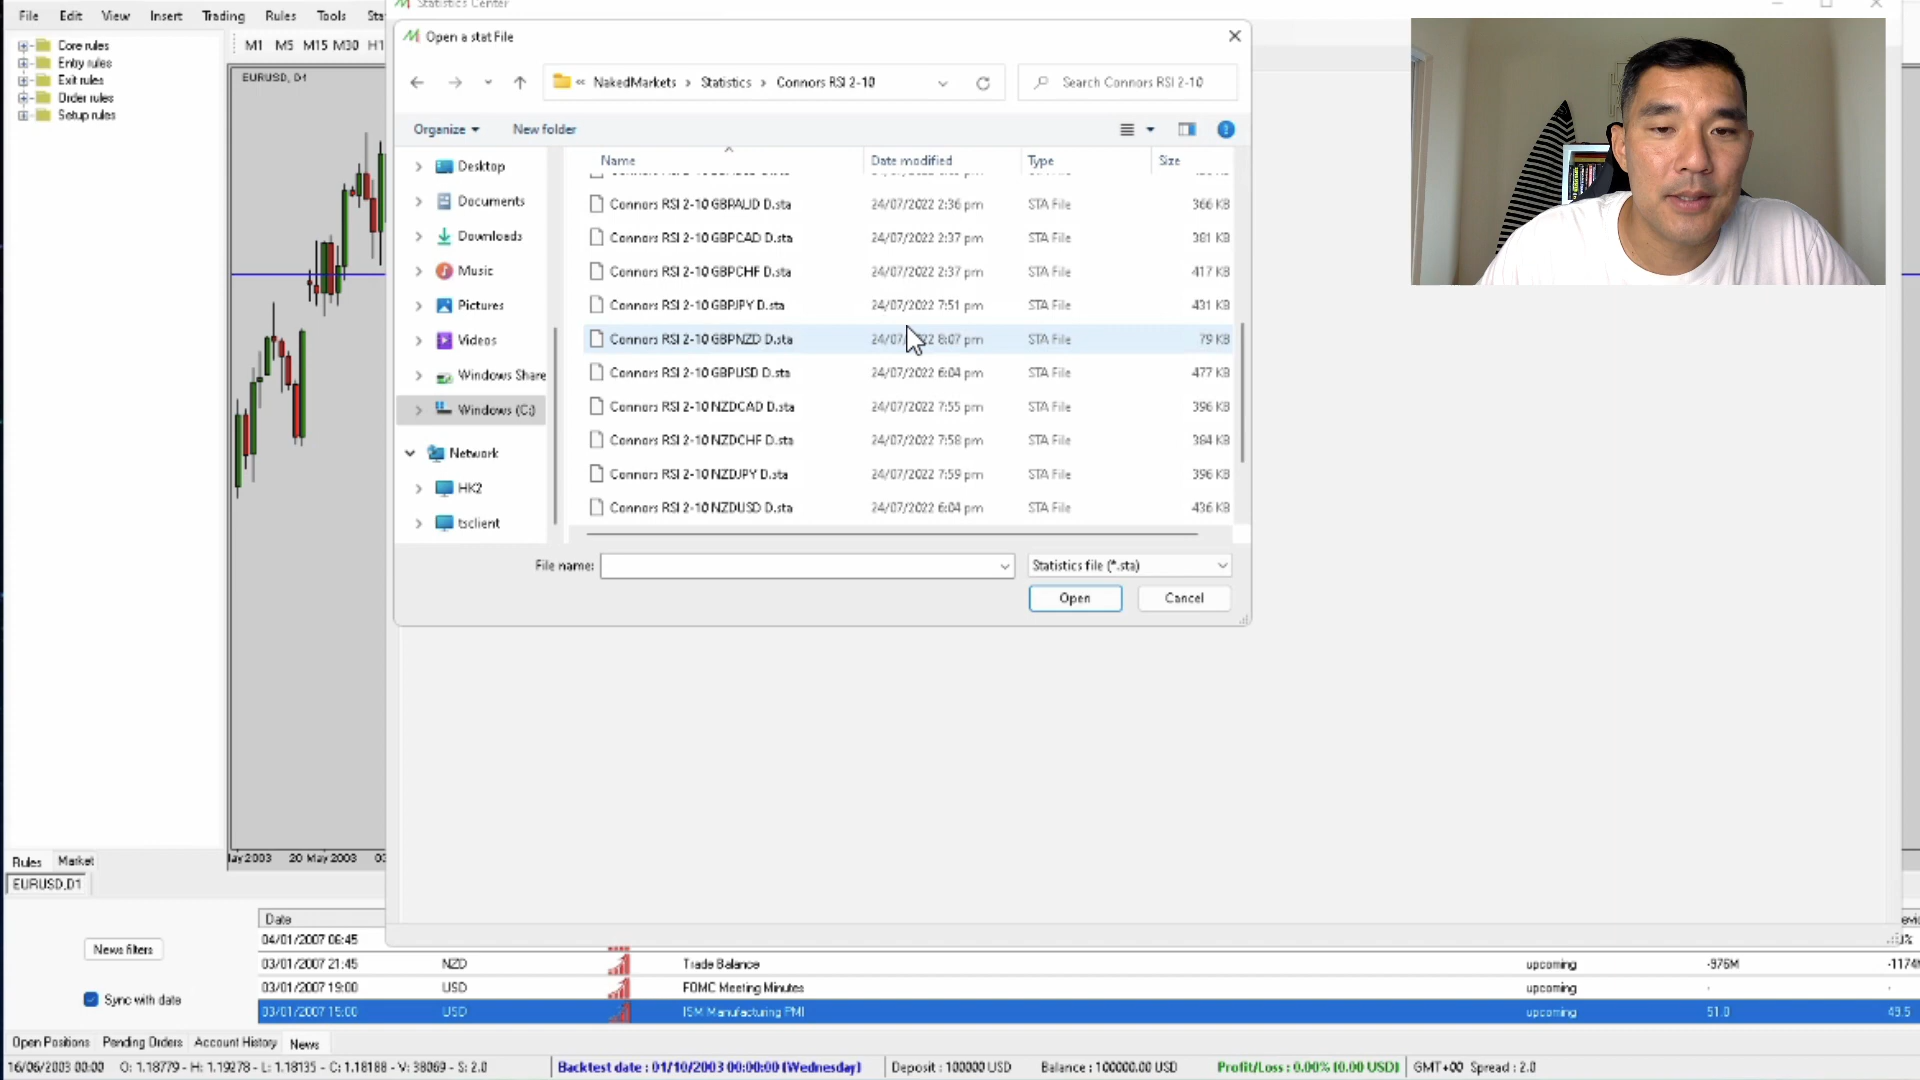 Statistics Center
File Edit View Insert Trading Rules Tools Sta
Open a stat File
Core rules
Entry rules
Exit rules
Order rules
Setup rules
M1 M5 M15 M30 H1
EURUSD, D1
« NakedMarkets > Statistics > Connors RSI 2-10
Search Connors RSI 2-10
Organize New folder
Name Date modified Type Size
Desktop
Documents
Downloads
Music
Pictures
Videos
Windows Share
Windows (C:)
Network
HK2
tsclient
Connors RSI 2-10 GBPAUD D.sta 24/07/2022 2:36 pm STA File 366 KB
Connors RSI 2-10 GBPCAD D.sta 24/07/2022 2:37 pm STA File 381 KB
Connors RSI 2-10 GBPCHF D.sta 24/07/2022 2:37 pm STA File 417 KB
Connors RSI 2-10 GBPJPY D.sta 24/07/2022 7:51 pm STA File 431 KB
Connors RSI 2-10 GBPNZD D.sta 24/07/2022 8:07 pm STA File 79 KB
Connors RSI 2-10 GBPUSD D.sta 24/07/2022 6:04 pm STA File 477 KB
Connors RSI 2-10 NZDCAD D.sta 24/07/2022 7:55 pm STA File 396 KB
Connors RSI 2-10 NZDCHF D.sta 24/07/2022 7:58 pm STA File 384 KB
Connors RSI 2-10 NZDJPY D.sta 24/07/2022 7:59 pm STA File 396 KB
Connors RSI 2-10 NZDUSD D.sta 24/07/2022 6:04 pm STA File 436 KB
File name: Statistics file (*.sta)
Open Cancel
lay 2003 20 May 2003 03
Rules Market
EURUSD,D1
Date
04/01/2007 06:45
News filters
03/01/2007 21:45 NZD Trade Balance upcoming -976M -1174M
03/01/2007 19:00 USD FOMC Meeting Minutes upcoming - -
Sync with date
03/01/2007 15:00 USD ISM Manufacturing PMI upcoming 51.0 49.5
Open Positions Pending Orders Account History News
16/06/2003 00:00 O: 1.18779 - H: 1.19278 - L: 1.18135 - C: 1.18188 - V: 38069 - S: 2.0 Backtest date : 01/10/2003 00:00:00 (Wednesday) Deposit : 100000 USD Balance : 100000.00 USD Profit/Loss : 0.00% (0.00 USD) GMT+00 Spread : 2.0